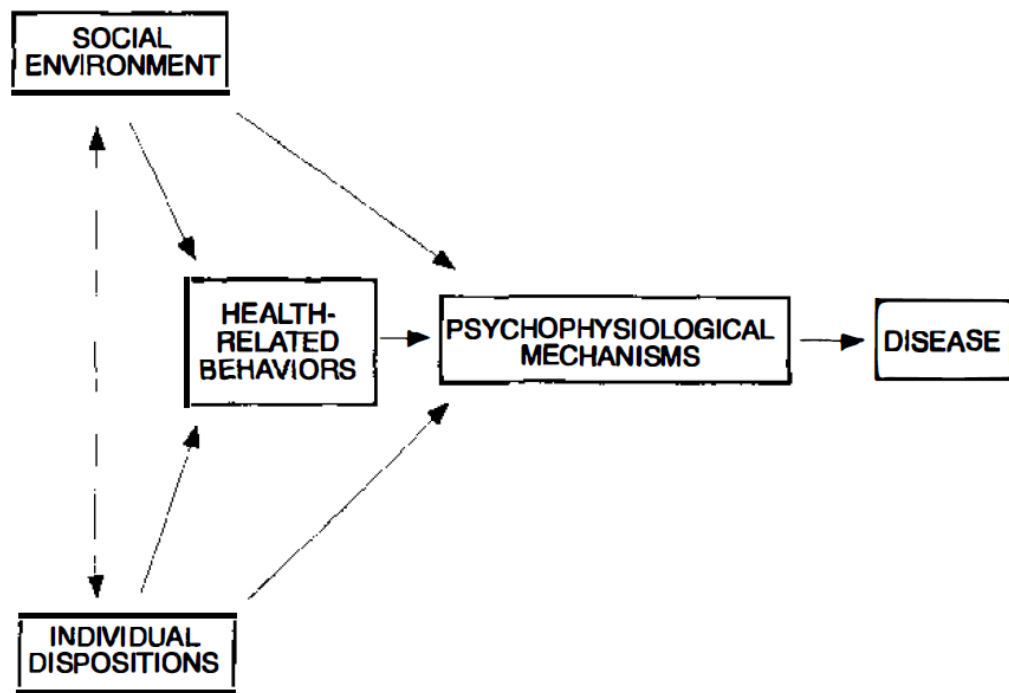 SOCIAL
ENVIRONMENT
HEALTH-
RELATED
BEHAVIORS
PSYCHOPHYSIOLOGICAL
MECHANISMS
DISEASE
INDIVIDUAL
DISPOSITIONS